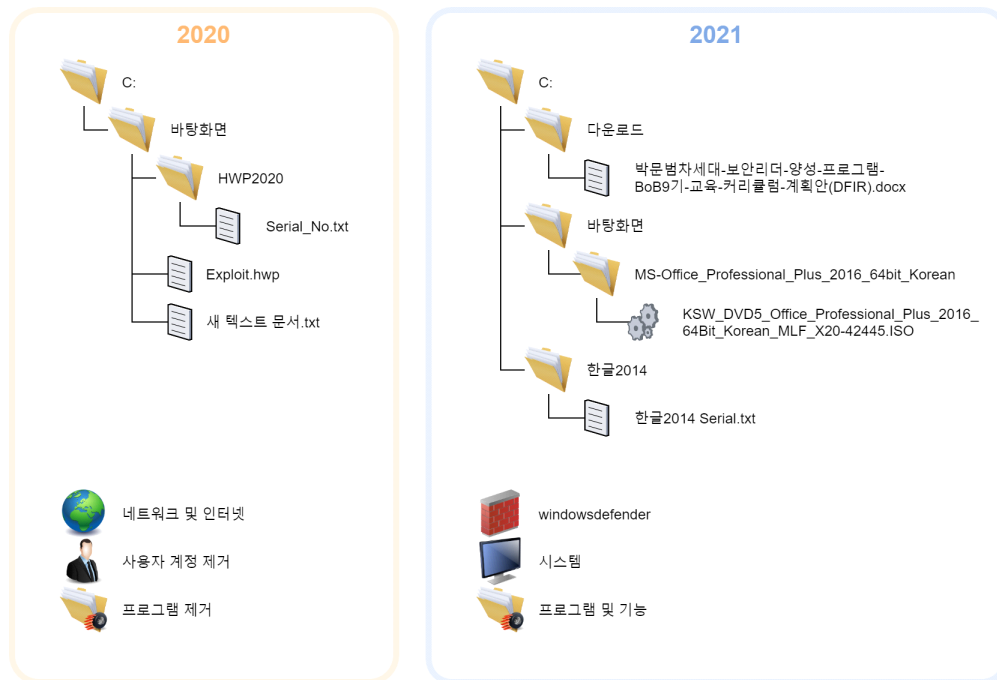 2020
C:
바탕화면
HWP2020
Serial_No.txt
Exploit.hwp
새 텍스트 문서.txt
네트워크 및 인터넷
사용자 계정 제거
프로그램 제거
2021
C:
다운로드
박문범차세대-보안리더-양성-프로그램-
BoB9기-교육-커리큘럼-계획안(DFIR).docx
바탕화면
MS-Office_Professional_Plus_2016_64bit_Korean
KSW_DVD5_Office_Professional_Plus_2016_
64Bit_Korean_MLF_X20-42445.ISO
한글2014
한글2014 Serial.txt
windowsdefender
시스템
프로그램 및 기능